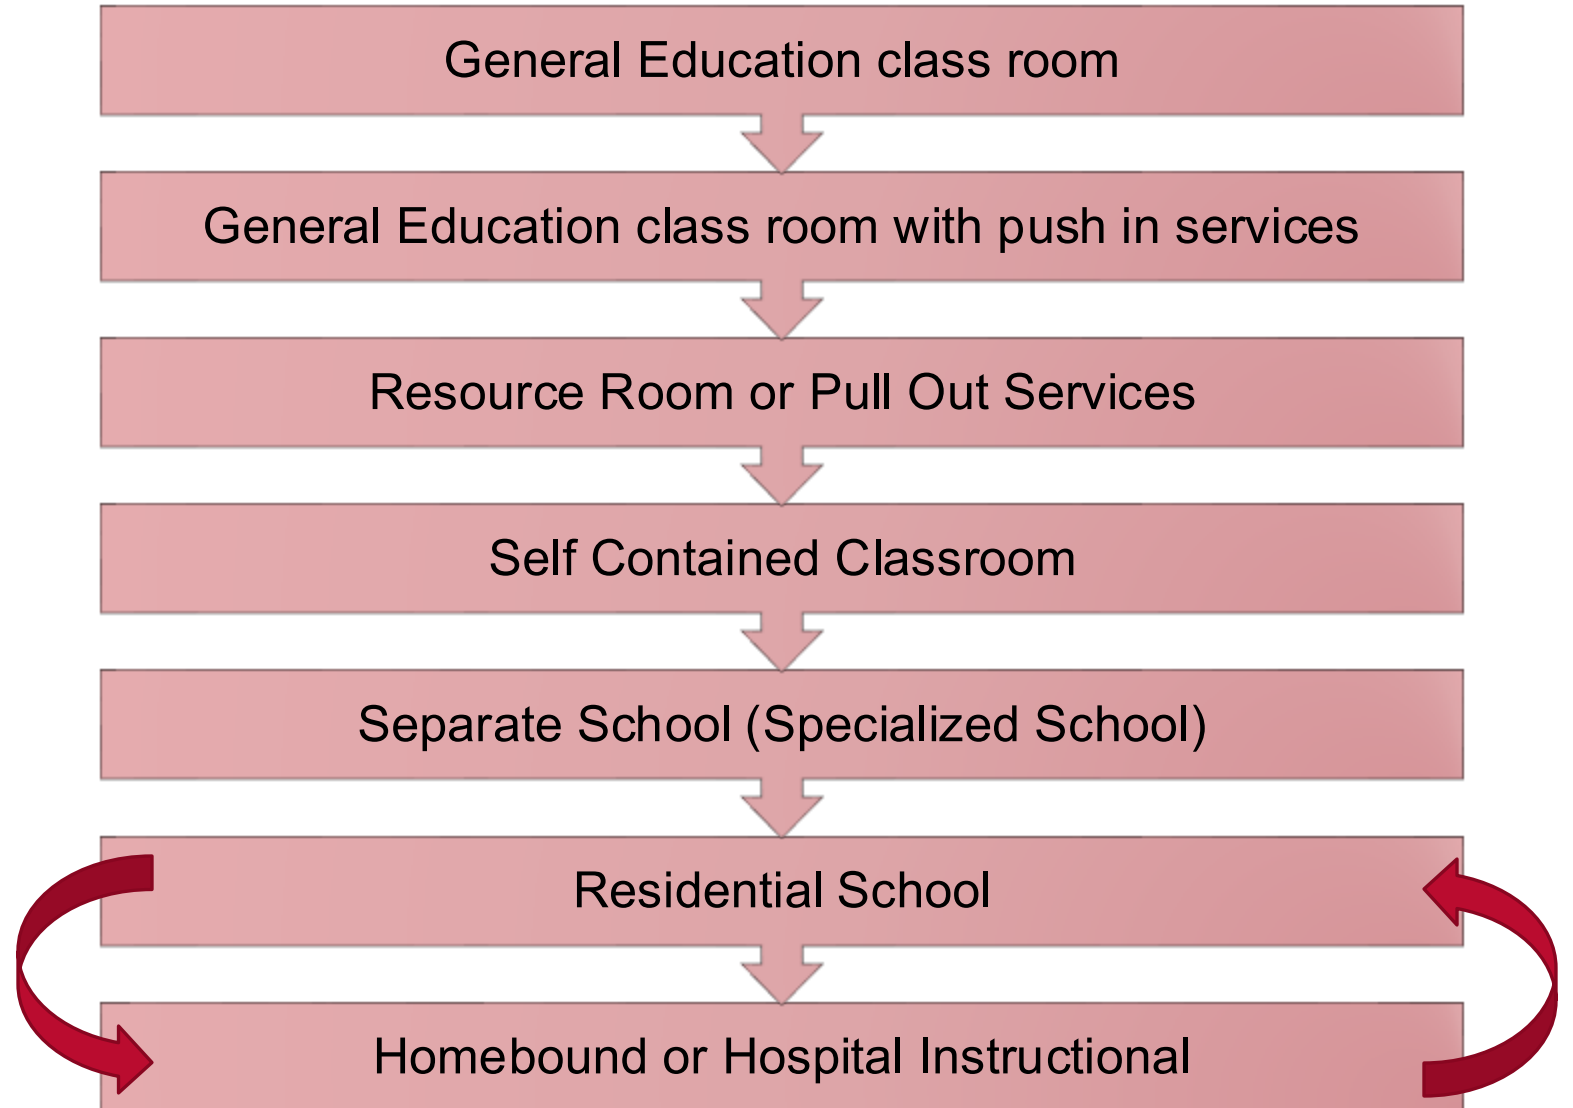 General Education class room
General Education class room with push in services
Resource Room or Pull Out Services
Self Contained Classroom
Separate School (Specialized School)
Residential School
Homebound or Hospital Instructional